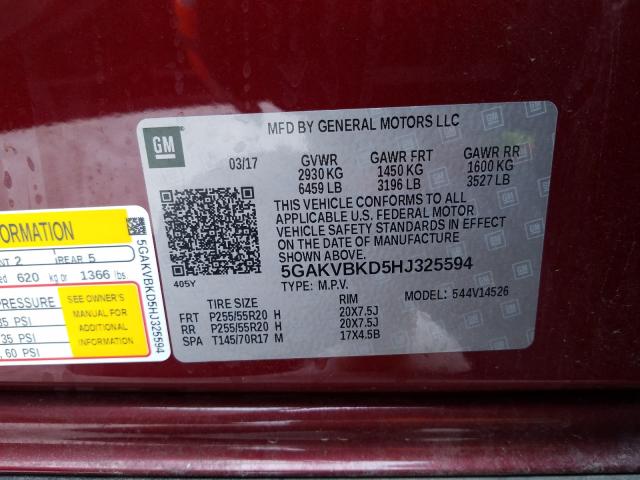 GM
MFD BY GENERAL MOTORS LLC
03/17
GVWR
2930 KG
6459 LB
GAWR FRT
1450 KG
3196 LB
GAWR RR
1600 KG
3527 LB
THIS VEHICLE CONFORMS TO ALL
APPLICABLE U.S. FEDERAL MOTOR
VEHICLE SAFETY STANDARDS IN EFFECT
ON THE DATE OF MANUFACTURE
SHOWN ABOVE.
5GAKVBKD5HJ325594
405Y
TYPE: M.P.V.
MODEL: 544V14526
TIRE SIZE RIM
FRT P255/55R20 H 20X7.5J
RR P255/55R20 H 20X7.5J
SPA T145/70R17 M 17X4.5B
ORMATION
2 REAR 5
620 kg or 1366 lbs
PRESSURE
35 PSI
35 PSI
, 60 PSI
SEE OWNER'S
MANUAL FOR
ADDITIONAL
INFORMATION
5GAKVBKD5HJ325594